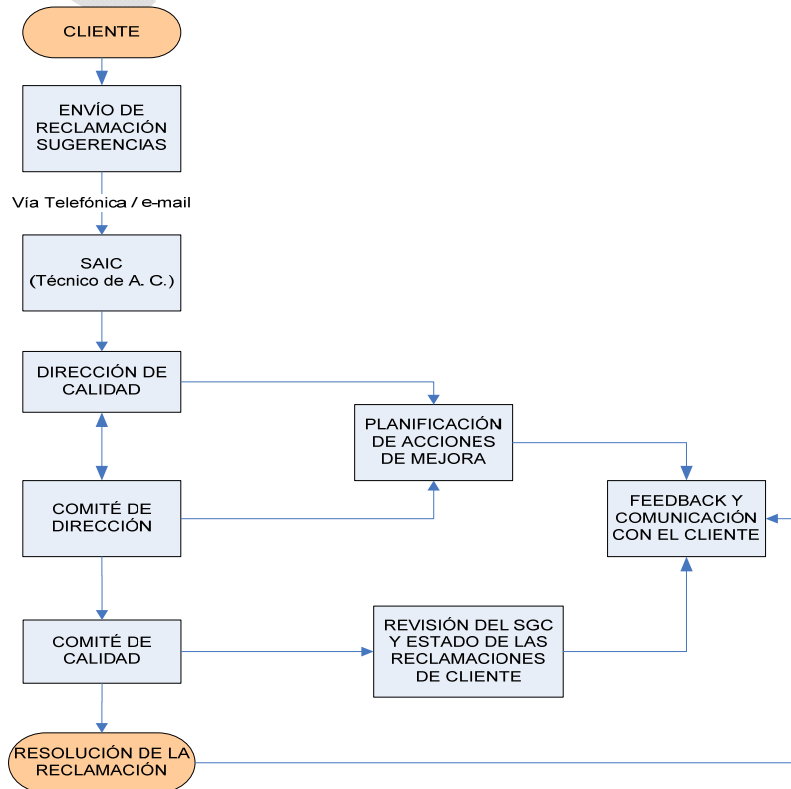 CLIENTE
ENVÍO DE
RECLAMACIÓN
SUGERENCIAS
Vía Telefónica / e-mail
SAIC
(Técnico de A. C.)
DIRECCIÓN DE
CALIDAD
PLANIFICACIÓN
DE ACCIONES
DE MEJORA
COMITÉ DE
DIRECCIÓN
FEEDBACK Y
COMUNICACIÓN
CON EL CLIENTE
COMITÉ DE
CALIDAD
REVISIÓN DEL SGC
Y ESTADO DE LAS
RECLAMACIONES
DE CLIENTE
RESOLUCIÓN DE LA
RECLAMACIÓN